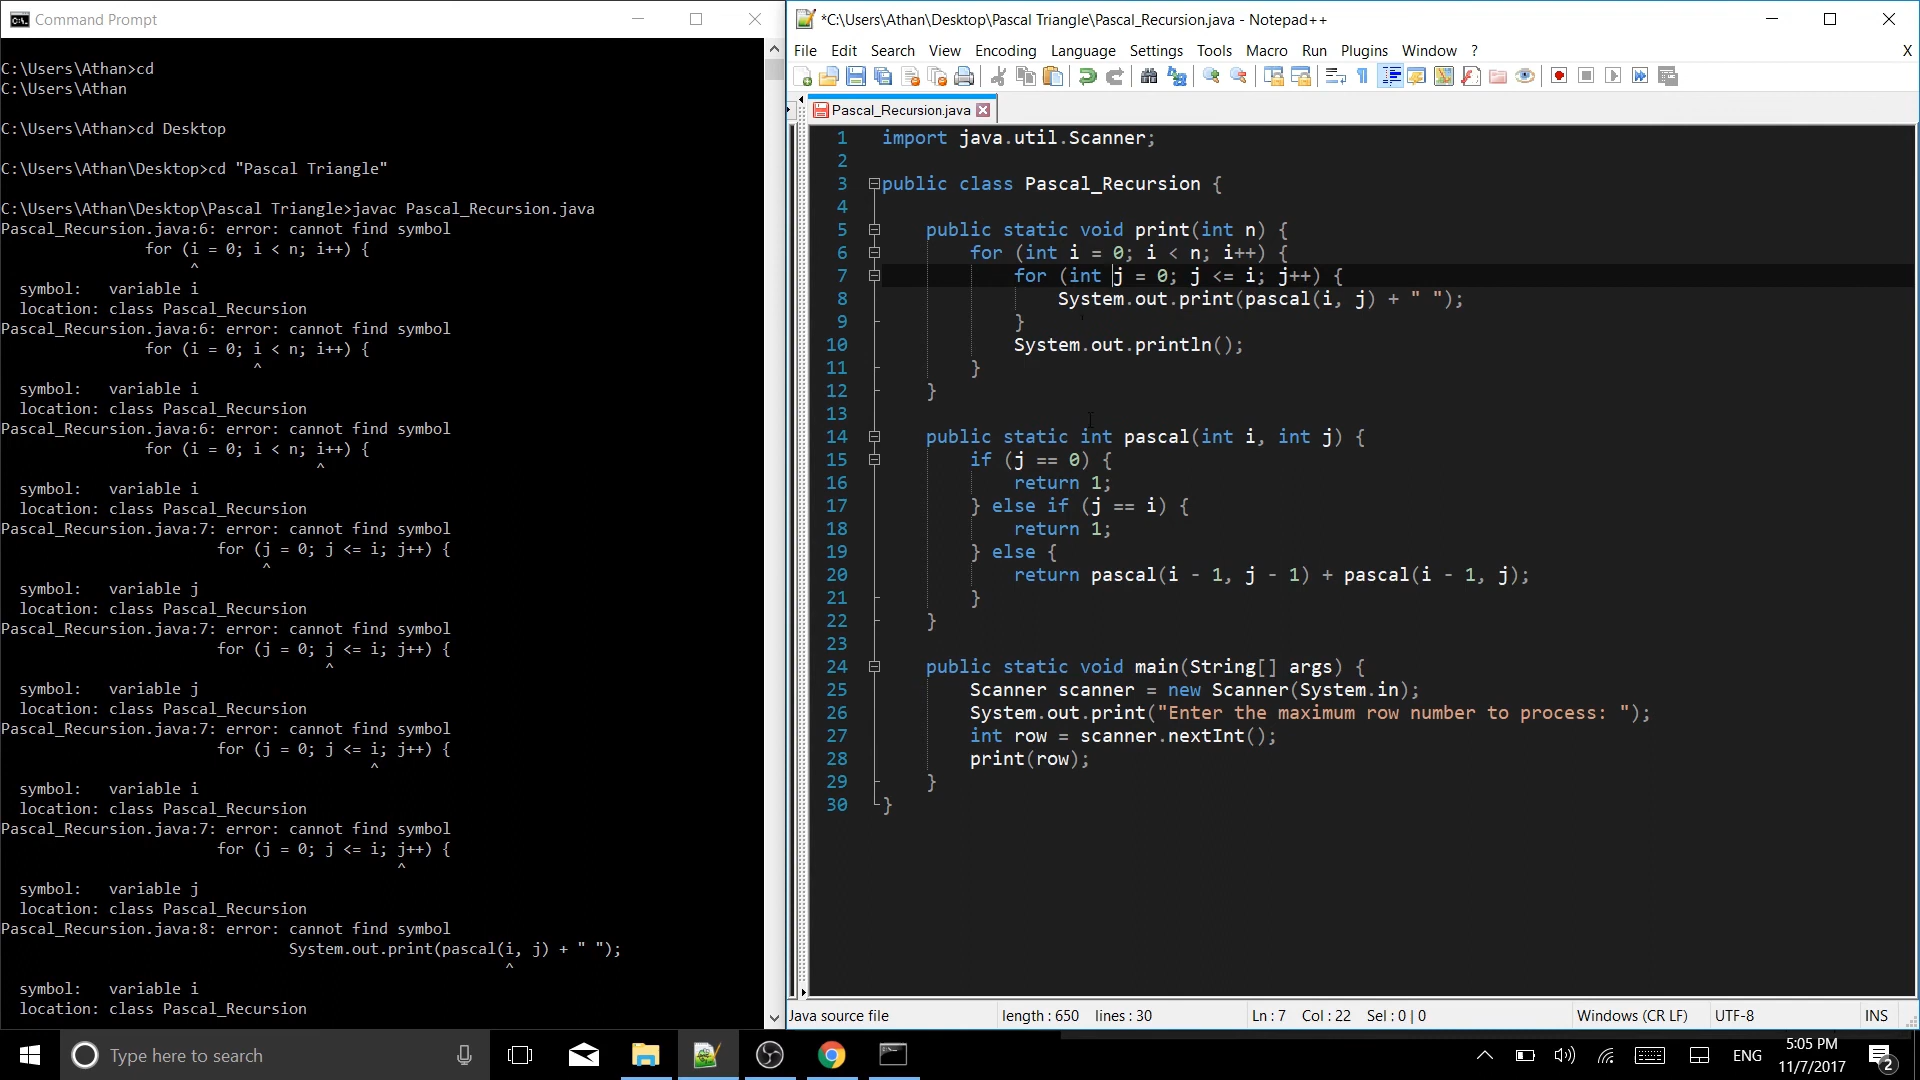 Command Prompt
C:\Users\Athan>cd
C:\Users\Athan
C:\Users\Athan>cd Desktop
C:\Users\Athan\Desktop>cd "Pascal Triangle"
C:\Users\Athan\Desktop\Pascal Triangle>javac Pascal_Recursion.java
Pascal_Recursion.java:6: error: cannot find symbol
for (i = 0; i < n; i++) {
^
symbol:   variable i
location: class Pascal_Recursion
Pascal_Recursion.java:6: error: cannot find symbol
for (i = 0; i < n; i++) {
^
symbol:   variable i
location: class Pascal_Recursion
Pascal_Recursion.java:6: error: cannot find symbol
for (i = 0; i < n; i++) {
^
symbol:   variable i
location: class Pascal_Recursion
Pascal_Recursion.java:7: error: cannot find symbol
for (j = 0; j <= i; j++) {
^
symbol:   variable j
location: class Pascal_Recursion
Pascal_Recursion.java:7: error: cannot find symbol
for (j = 0; j <= i; j++) {
^
symbol:   variable j
location: class Pascal_Recursion
Pascal_Recursion.java:7: error: cannot find symbol
for (j = 0; j <= i; j++) {
^
symbol:   variable i
location: class Pascal_Recursion
Pascal_Recursion.java:7: error: cannot find symbol
for (j = 0; j <= i; j++) {
^
symbol:   variable j
location: class Pascal_Recursion
Pascal_Recursion.java:8: error: cannot find symbol
System.out.print(pascal(i, j) + " ");
^
symbol:   variable i
location: class Pascal_Recursion
*C:\Users\Athan\Desktop\Pascal Triangle\Pascal_Recursion.java - Notepad++
File Edit Search View Encoding Language Settings Tools Macro Run Plugins Window ? X
Pascal_Recursion.java
1 import java.util.Scanner;
2
3 public class Pascal_Recursion {
4
5 public static void print(int n) {
6 for (int i = 0; i < n; i++) {
7 for (int j = 0; j <= i; j++) {
8 System.out.print(pascal(i, j) + " ");
9 }
10 System.out.println();
11 }
12 }
13
14 public static int pascal(int i, int j) {
15 if (j == 0) {
16 return 1;
17 } else if (j == i) {
18 return 1;
19 } else {
20 return pascal(i - 1, j - 1) + pascal(i - 1, j);
21 }
22 }
23
24 public static void main(String[] args) {
25 Scanner scanner = new Scanner(System.in);
26 System.out.print("Enter the maximum row number to process: ");
27 int row = scanner.nextInt();
28 print(row);
29 }
30 }
Java source file length : 650 lines : 30 Ln : 7 Col : 22 Sel : 0 | 0 Windows (CR LF) UTF-8 INS
Type here to search
ENG
5:05 PM
11/7/2017
2